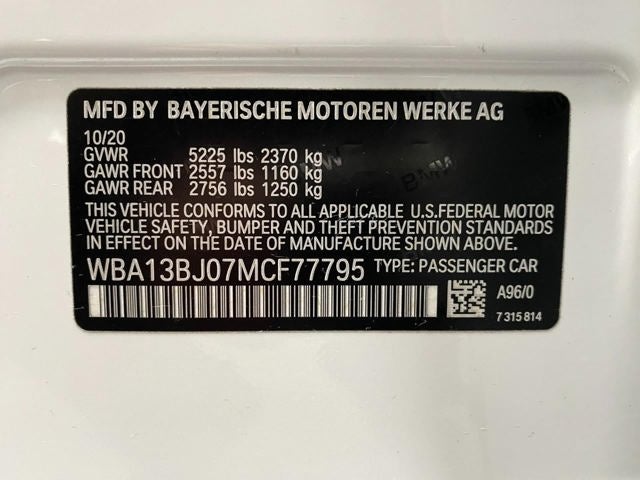 MFD BY BAYERISCHE MOTOREN WERKE AG
10/20
GVWR 5225 lbs 2370 kg
GAWR FRONT 2557 lbs 1160 kg
GAWR REAR 2756 lbs 1250 kg
THIS VEHICLE CONFORMS TO ALL APPLICABLE U.S.FEDERAL MOTOR
VEHICLE SAFETY, BUMPER AND THEFT PREVENTION STANDARDS
IN EFFECT ON THE DATE OF MANUFACTURE SHOWN ABOVE.
WBA13BJ07MCF77795 TYPE: PASSENGER CAR
A96/0
7 315 814
BMW